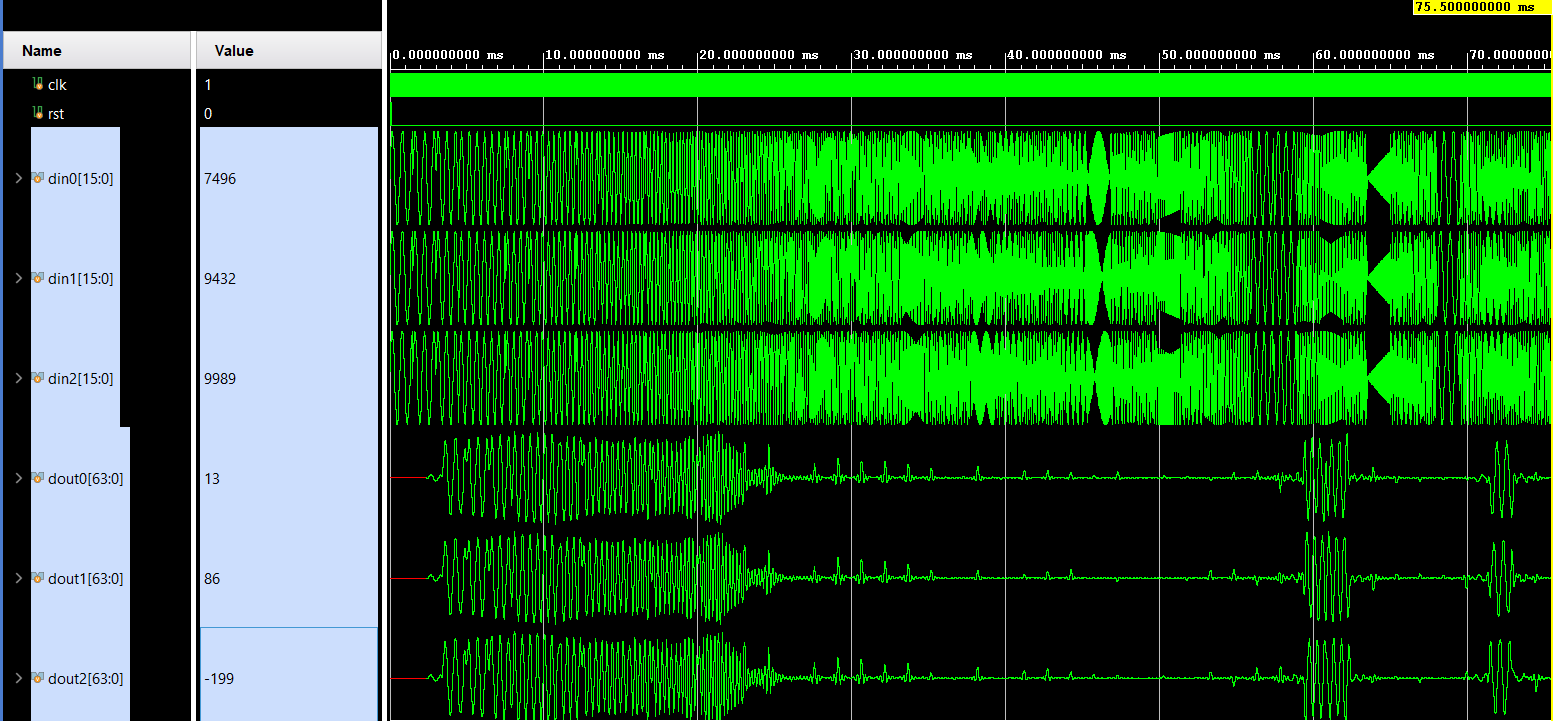 75.500000000 ms
Name Value
0.000000000 ms 10.000000000 ms 20.000000000 ms 30.000000000 ms 40.000000000 ms 50.000000000 ms 60.000000000 ms 70.00000000
clk 1
rst 0
din0[15:0] 7496
din1[15:0] 9432
din2[15:0] 9989
dout0[63:0] 13
dout1[63:0] 86
dout2[63:0] -199